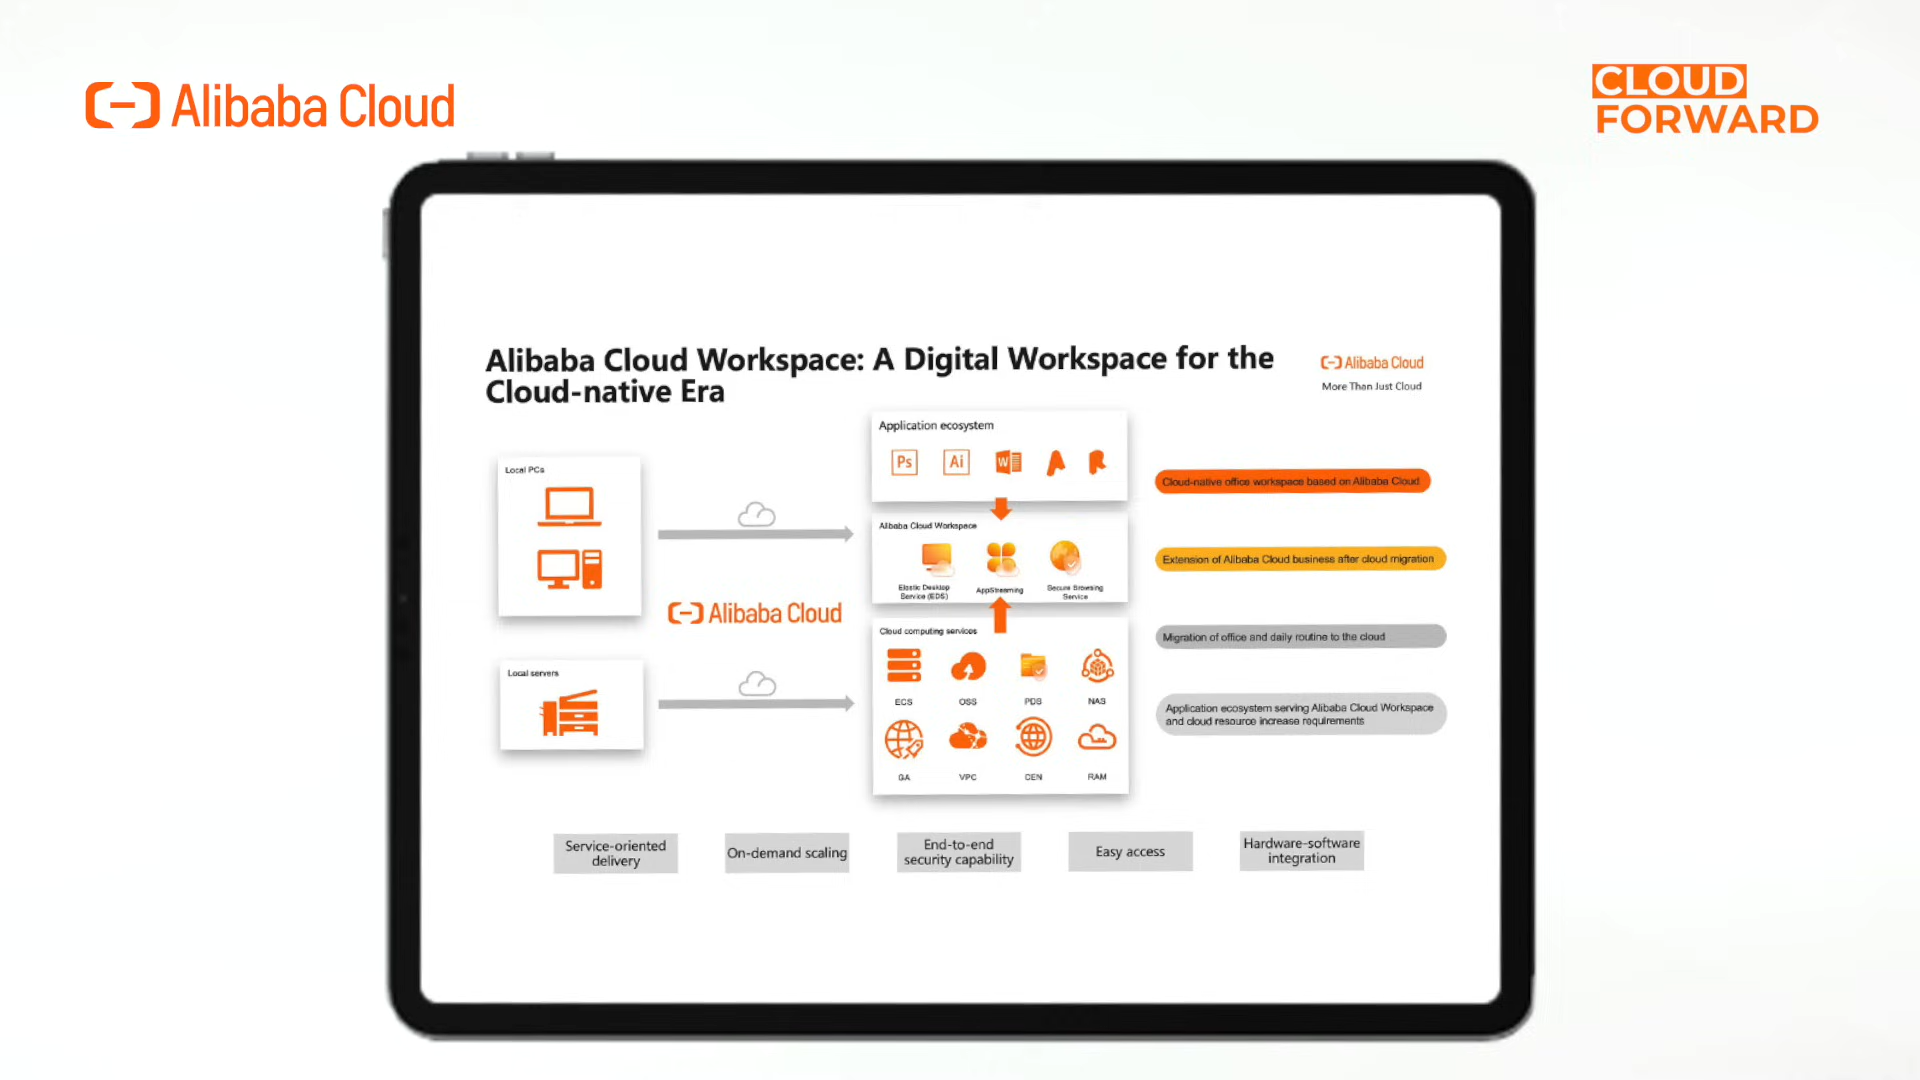 Alibaba Cloud
CLOUD
FORWARD
Alibaba Cloud Workspace: A Digital Workspace for the
Cloud-native Era
Alibaba Cloud
More Than Just Cloud
Local PCs
Alibaba Cloud
Local servers
Application ecosystem
Ps
Ai
W
Alibaba Cloud Workspace
Elastic Desktop
Service (EDS)
AppStreaming
Secure Browsing
Service
Cloud computing services
ECS
OSS
PDS
NAS
GA
VPC
CEN
RAM
Cloud-native office workspace based on Alibaba Cloud
Extension of Alibaba Cloud business after cloud migration
Migration of office and daily routine to the cloud
Application ecosystem serving Alibaba Cloud Workspace
and cloud resource increase requirements
Service-oriented
delivery
On-demand scaling
End-to-end
security capability
Easy access
Hardware-software
integration